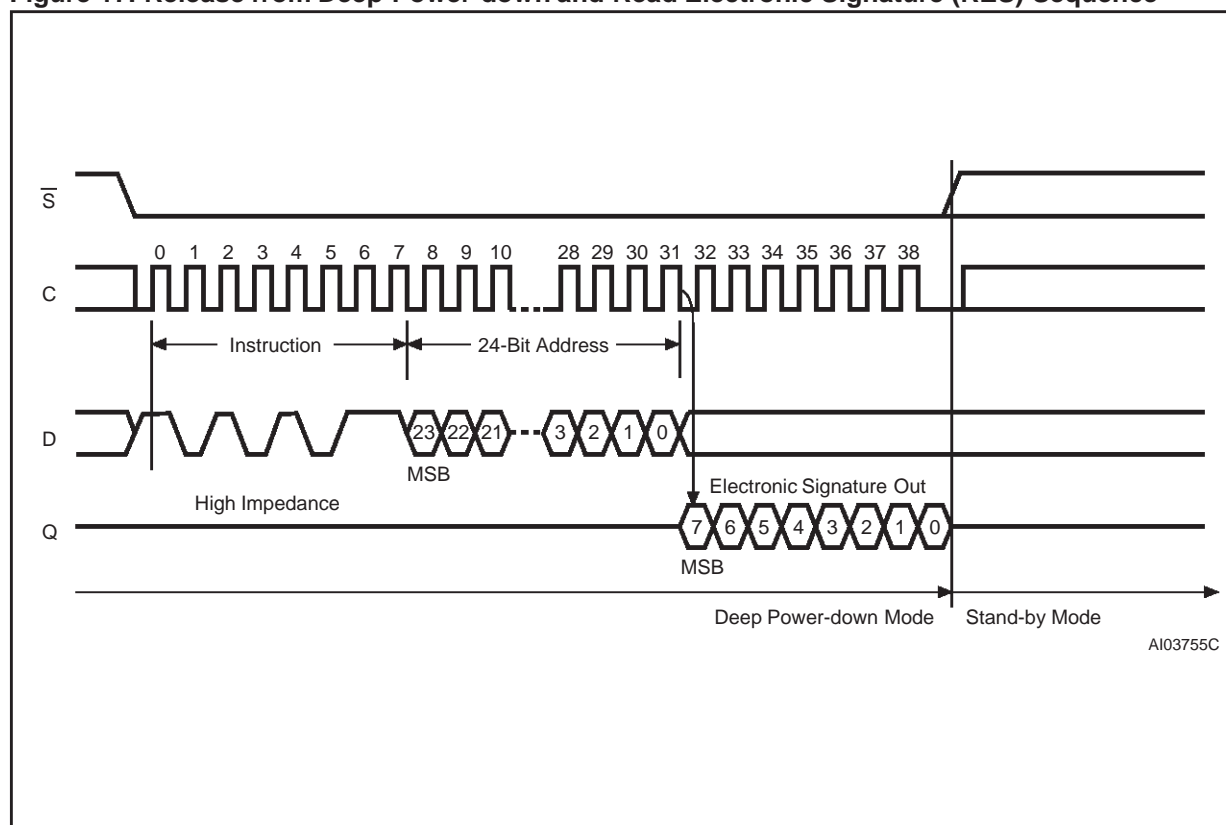 S
0 1 2 3 4 5 6 7 8 9 10 28 29 30 31 32 33 34 35 36 37 38
C
Instruction 24-Bit Address
D 23 22 21 3 2 1 0
MSB
High Impedance Electronic Signature Out
Q 7 6 5 4 3 2 1 0
MSB
Deep Power-down Mode Stand-by Mode
AI03755C